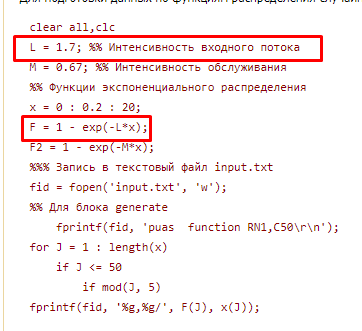 Для подготовки данных по функциям распределения случай
clear all,clc
L = 1.7; %% Интенсивность входного потока
M = 0.67; %% Интенсивность обслуживания
%% Функции экспоненциального распределения
x = 0 : 0.2 : 20;
F = 1 - exp(-L*x);
F2 = 1 - exp(-M*x);
%%% Запись в текстовый файл input.txt
fid = fopen('input.txt', 'w');
%% Для блока generate
fprintf(fid, 'puas  function RN1,C50\r\n');
for J = 1 : length(x)
if J <= 50
if mod(J, 5)
fprintf(fid, '%g,%g/', F(J), x(J));